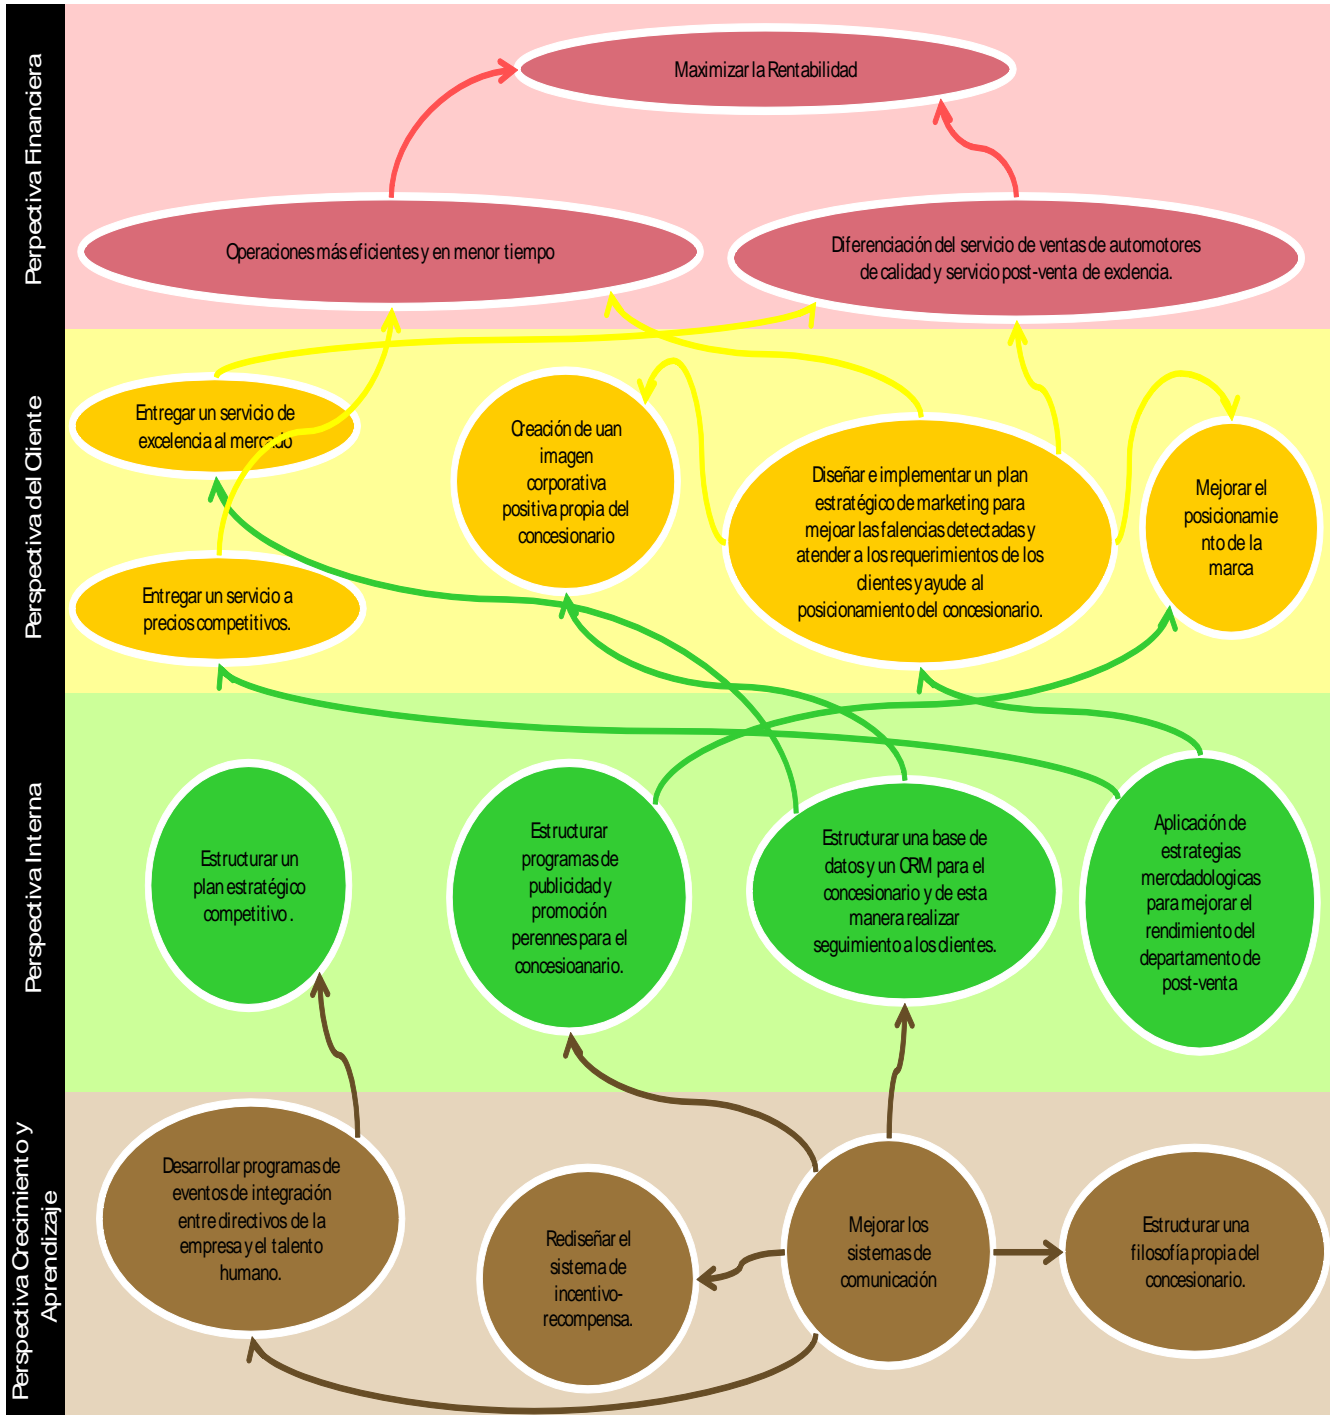 Perpectiva Financiera
Maximizar la Rentabilidad
Operaciones más eficientes y en menor tiempo
Diferenciación del servicio de ventas de automotores
de calidad y servicio post-venta de exclencia.
Perspectiva del Cliente
Entregar un servicio de
excelencia al mercado
Creación de uan
imagen
corporativa
positiva propia del
concesionario
Diseñar e implementar un plan
estratégico de marketing para
mejorar las falencias detectadas y
atender a los requerimientos de los
clientes y ayude al
posicionamiento del concesionario.
Mejorar el
posicionamie
nto de la
marca
Entregar un servicio a
precios competitivos.
Perspectiva Interna
Estructurar un
plan estratégico
competitivo.
Estructurar
programas de
publicidad y
promoción
perennes para el
concesioanario.
Estructurar una base de
datos y un CRM para el
concesionario y de esta
manera realizar
seguimiento a los clientes.
Aplicación de
estrategias
mercdadologicas
para mejorar el
rendimiento del
departamento de
post-venta
Perspectiva Crecimiento y
Aprendizaje
Desarrollar programas de
eventos de integración
entre directivos de la
empresa y el talento
humano.
Rediseñar el
sistema de
incentivo-
recompensa.
Mejorar los
sistemas de
comunicación
Estructurar una
filosofía propia del
concesionario.